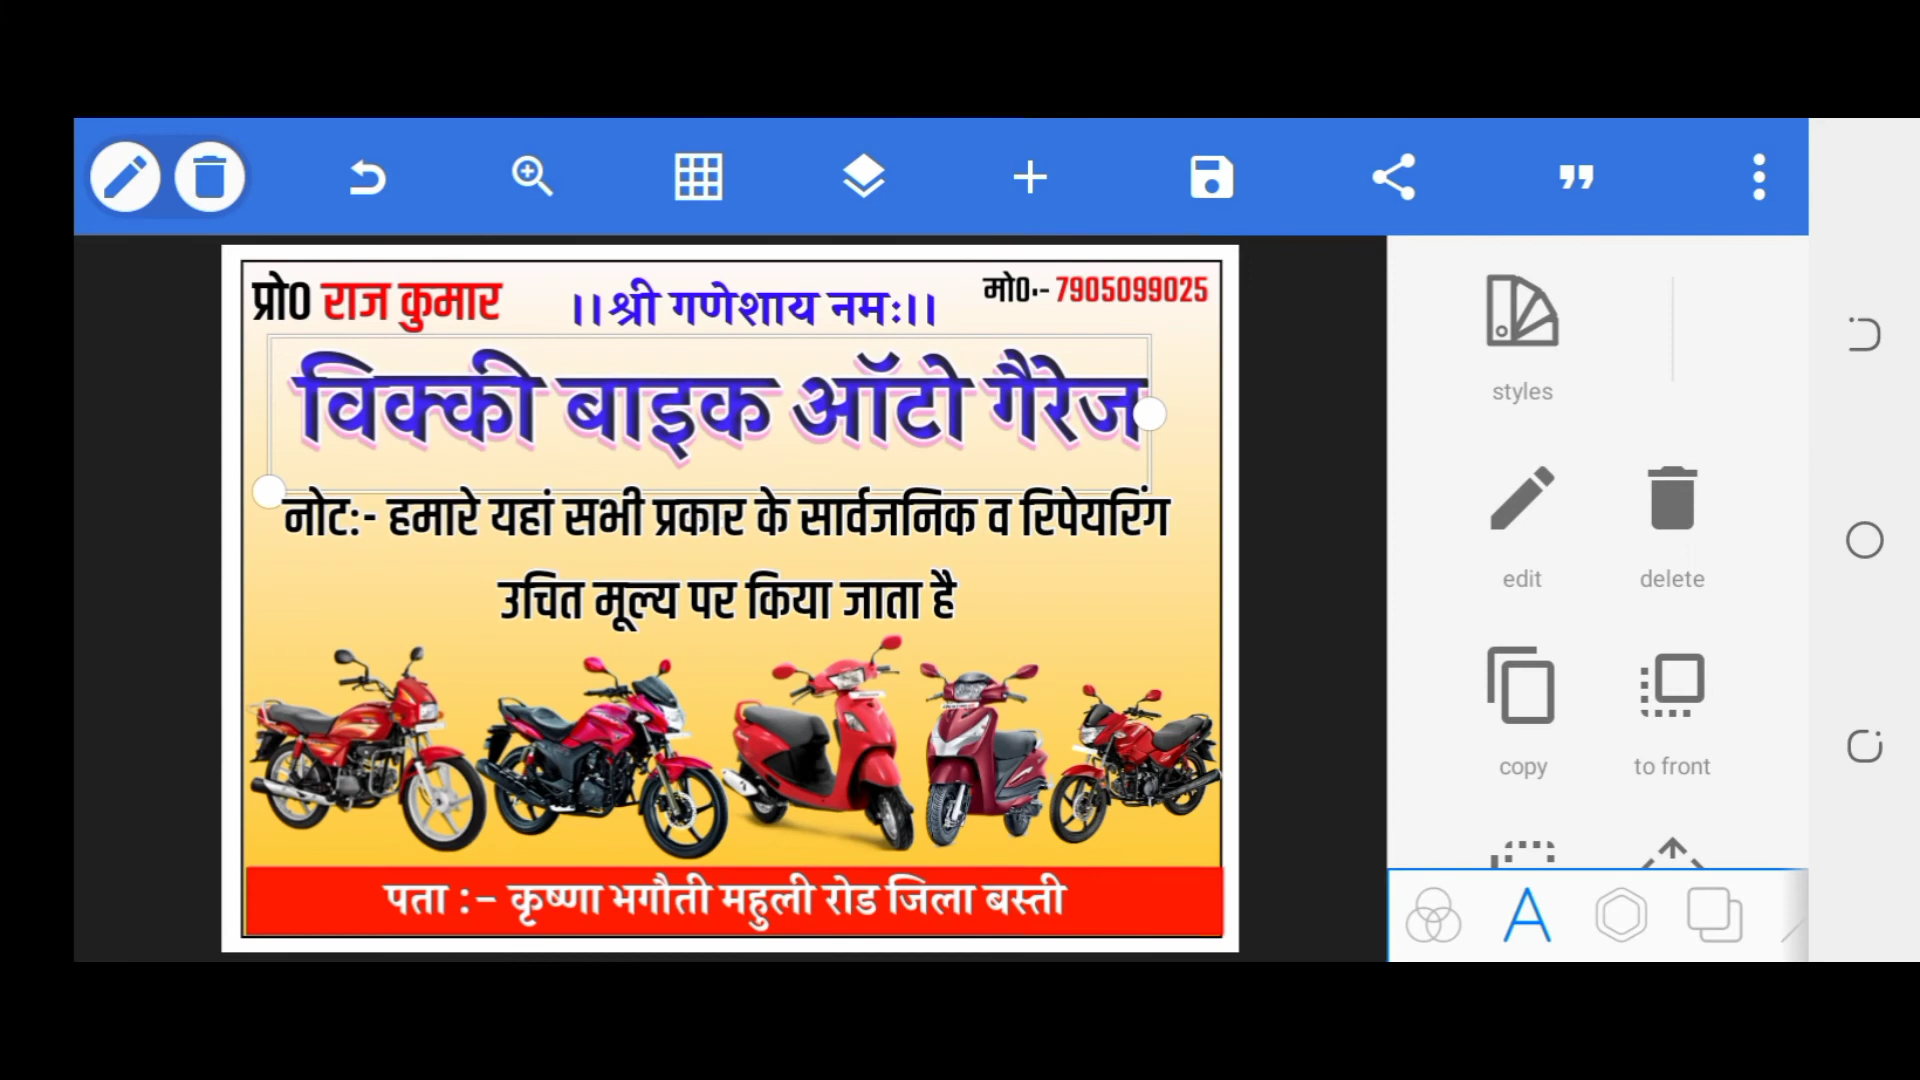 प्रो0 राज कुमार
।।श्री गणेशाय नमः।।
मो0-- 7905099025
विक्की बाइक ऑटो गैरेज
नोट:- हमारे यहां सभी प्रकार के सार्वजनिक व रिपेयरिंग
उचित मूल्य पर किया जाता है
पता :- कृष्णा भगौती महुली रोड जिला बस्ती
styles
edit delete
copy to front